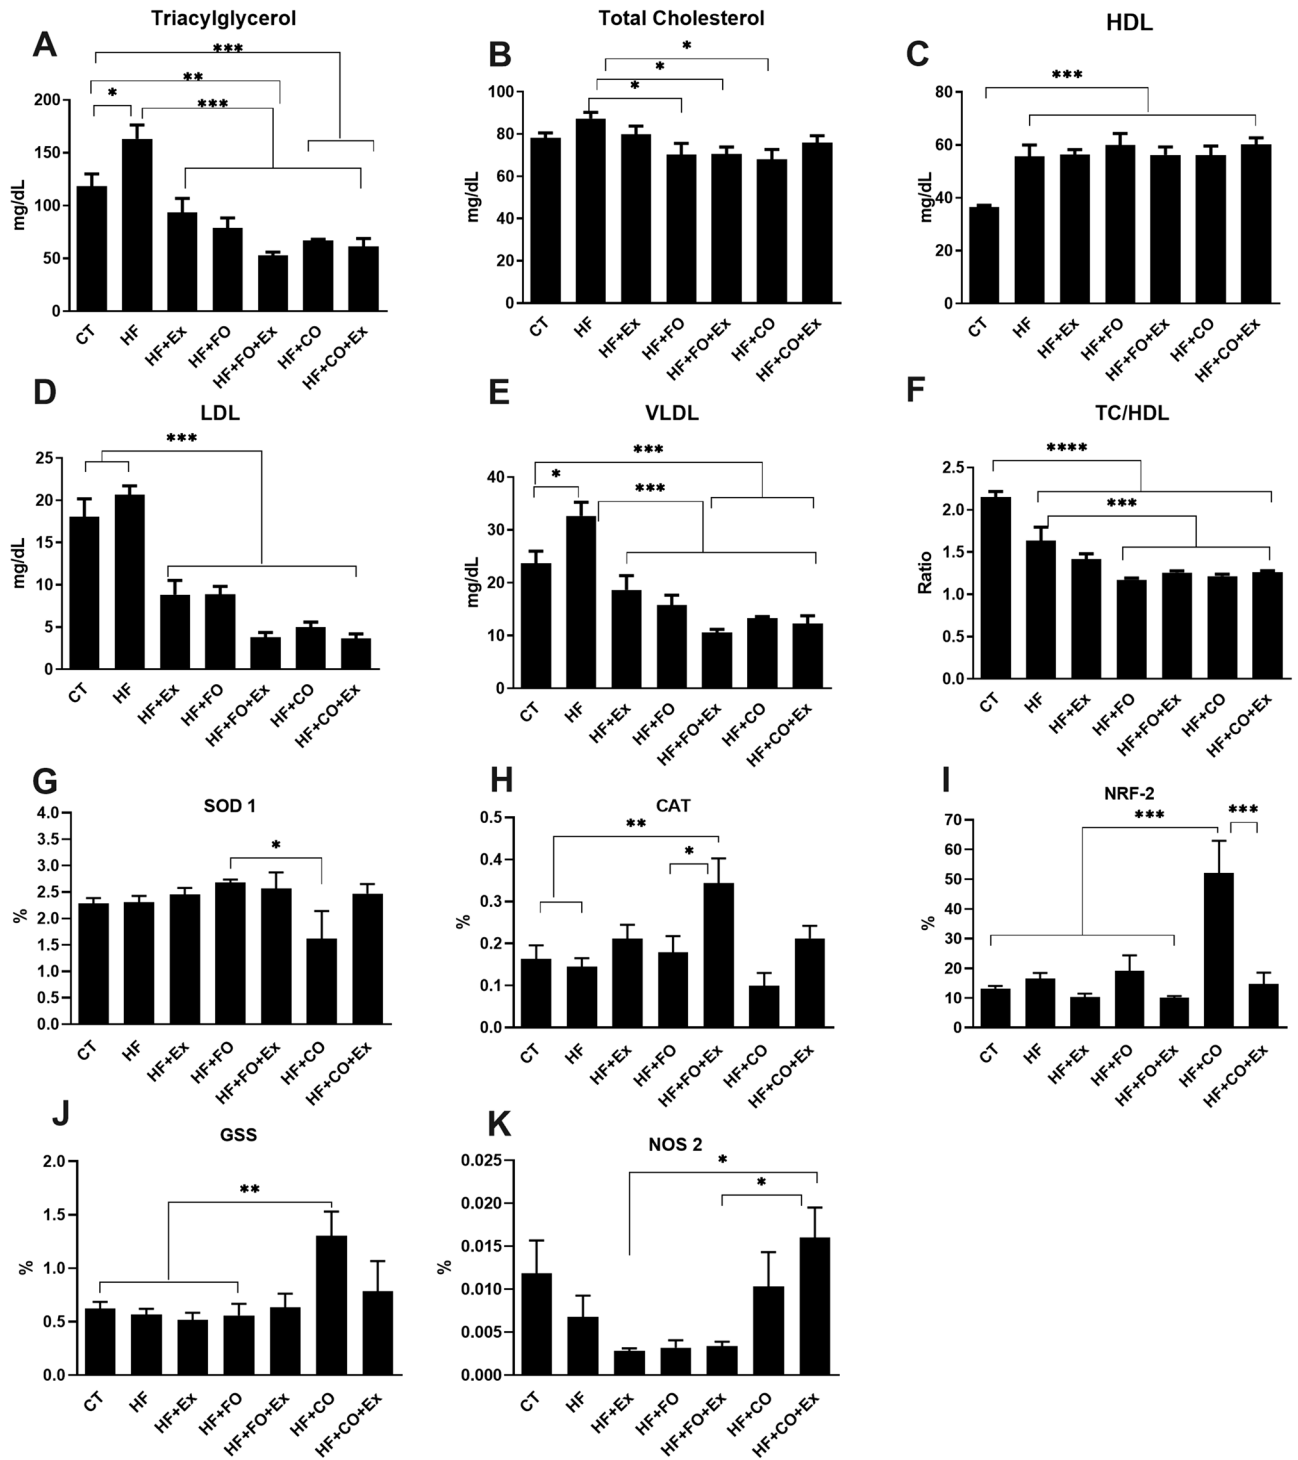 Triacylglycerol
A
***
**
*
***
200
150
100
50
0
mg/dL
CT
HF
HF+Ex
HF+FO
HF+FO+Ex
HF+CO
HF+CO+Ex
Total Cholesterol
B
*
*
*
100
80
60
40
20
0
mg/dL
CT
HF
HF+Ex
HF+FO
HF+FO+Ex
HF+CO
HF+CO+Ex
HDL
C
***
80
60
40
20
0
mg/dL
CT
HF
HF+Ex
HF+FO
HF+FO+Ex
HF+CO
HF+CO+Ex
D
LDL
***
25
20
15
10
5
0
mg/dL
CT
HF
HF+Ex
HF+FO
HF+FO+Ex
HF+CO
HF+CO+Ex
E
VLDL
***
*
***
40
30
20
10
0
mg/dL
CT
HF
HF+Ex
HF+FO
HF+FO+Ex
HF+CO
HF+CO+Ex
F
TC/HDL
****
***
2.5
2.0
1.5
1.0
0.5
0.0
Ratio
CT
HF
HF+Ex
HF+FO
HF+FO+Ex
HF+CO
HF+CO+Ex
G
SOD 1
*
4.0
3.5
3.0
2.5
2.0
1.5
1.0
0.5
0.0
%
CT
HF
HF+Ex
HF+FO
HF+FO+Ex
HF+CO
HF+CO+Ex
H
CAT
**
*
0.5
0.4
0.3
0.2
0.1
0.0
%
CT
HF
HF+Ex
HF+FO
HF+FO+Ex
HF+CO
HF+CO+Ex
I
NRF-2
***
***
70
60
50
40
30
20
10
0
%
CT
HF
HF+Ex
HF+FO
HF+FO+Ex
HF+CO
HF+CO+Ex
J
GSS
**
2.0
1.5
1.0
0.5
0.0
%
CT
HF
HF+Ex
HF+FO
HF+FO+Ex
HF+CO
HF+CO+Ex
K
NOS 2
*
*
0.025
0.020
0.015
0.010
0.005
0.000
%
CT
HF
HF+Ex
HF+FO
HF+FO+Ex
HF+CO
HF+CO+Ex